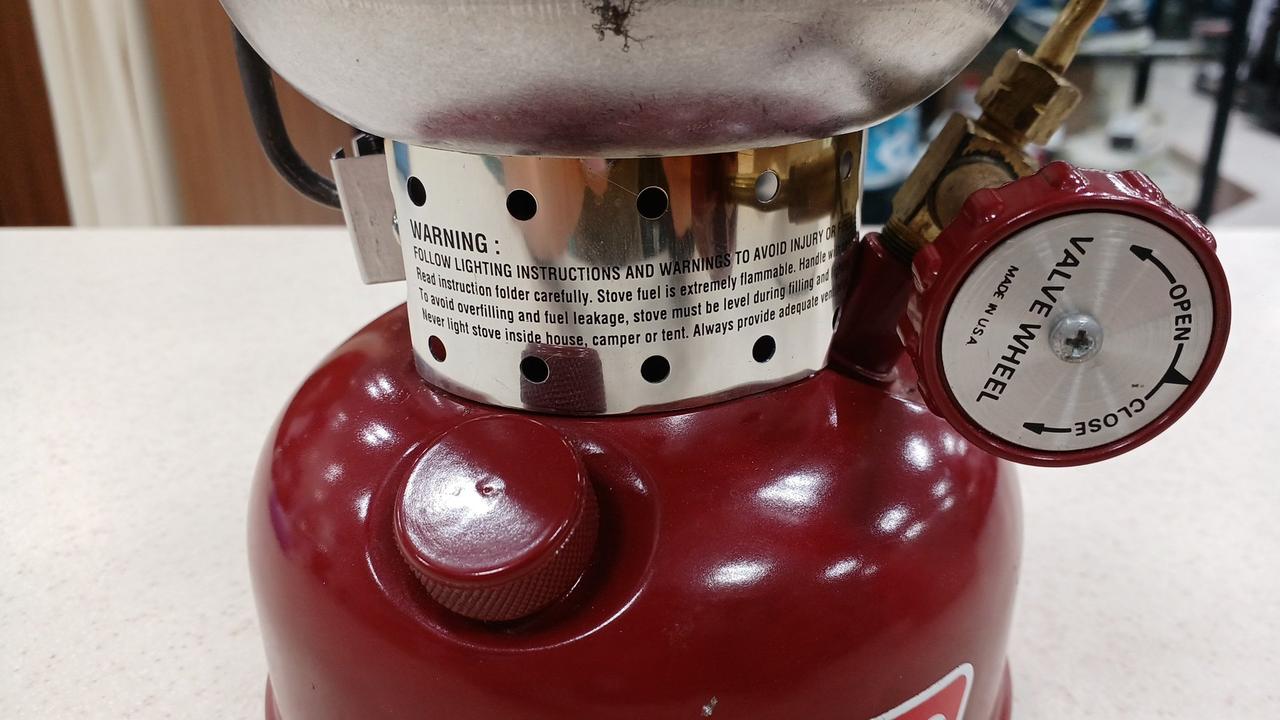 WARNING :
FOLLOW LIGHTING INSTRUCTIONS AND WARNINGS TO AVOID INJURY OR
Read instruction folder carefully. Stove fuel is extremely flammable. Handle
To avoid overfilling and fuel leakage, stove must be level during filling and
Never light stove inside house, camper or tent. Always provide adequate
OPEN
VALVE WHEEL
MADE IN USA
CLOSE